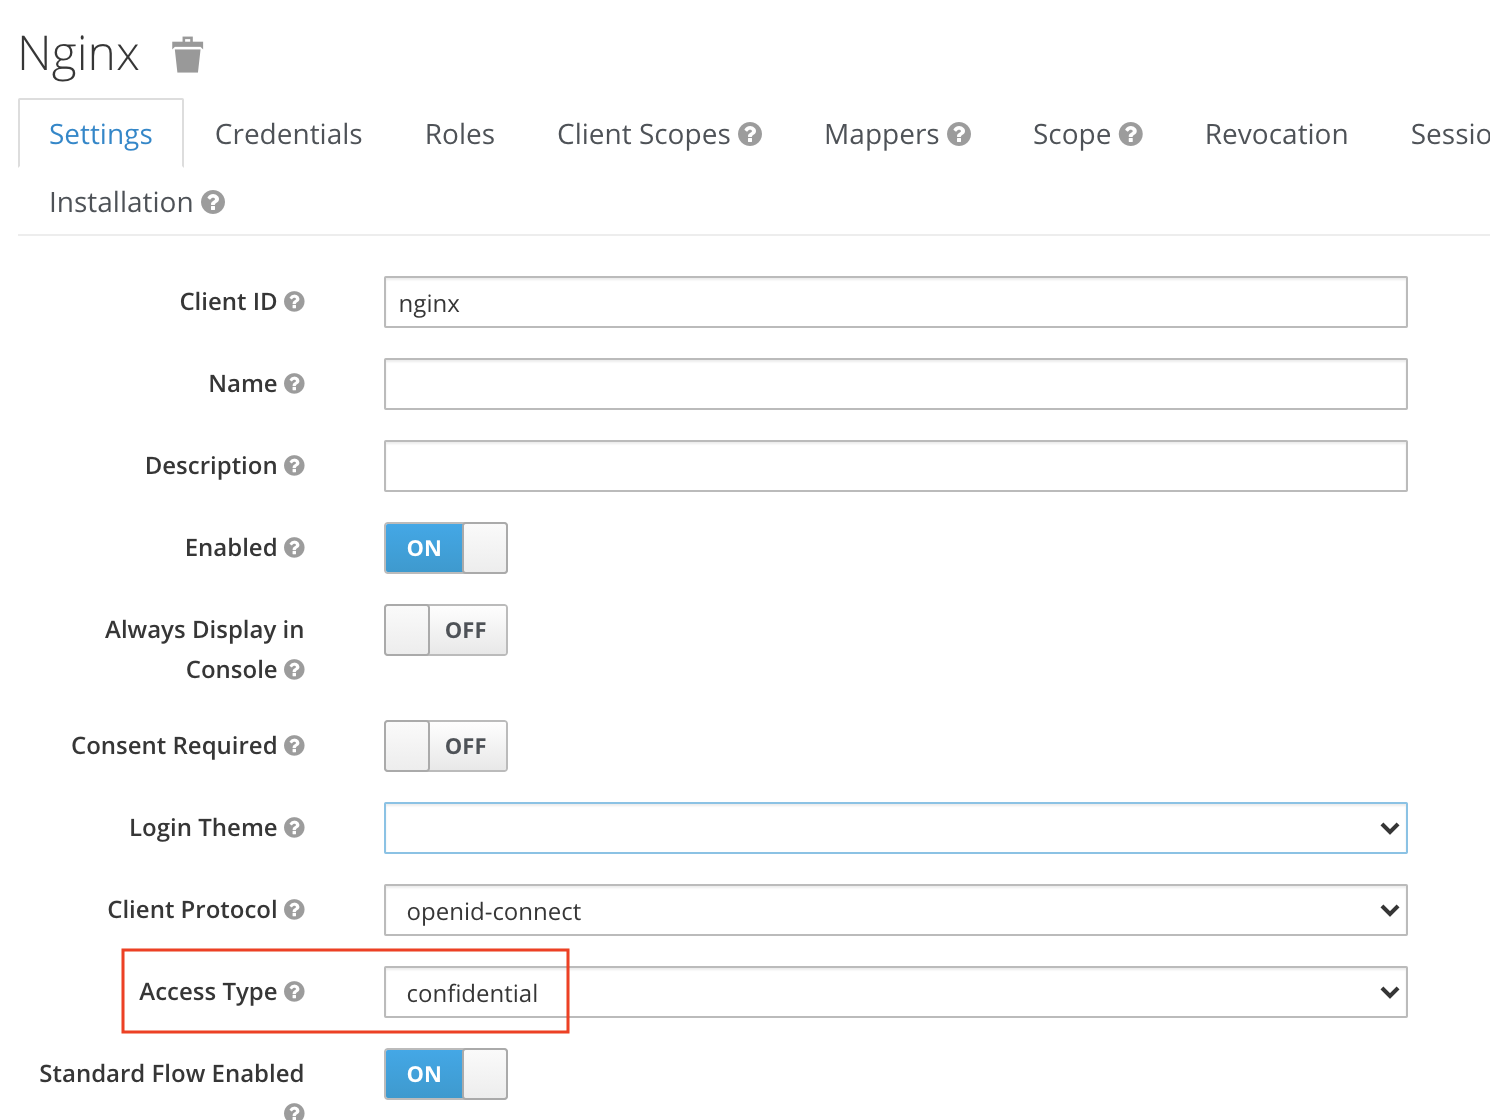 Nginx
Settings Credentials Roles Client Scopes ? Mappers ? Scope ? Revocation Sessio
Installation ?
Client ID ? nginx
Name ?
Description ?
Enabled ? ON
Always Display in OFF
Console ?
Consent Required ? OFF
Login Theme ?
Client Protocol ? openid-connect
Access Type ? confidential
Standard Flow Enabled ON
?